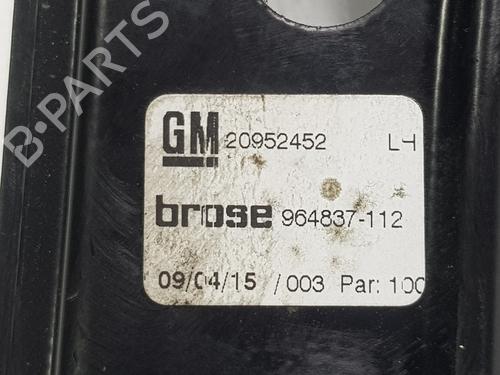 B-PARTS
GM 20952452 LH
brose 964837-112
09/04/15 /003 Par: 100